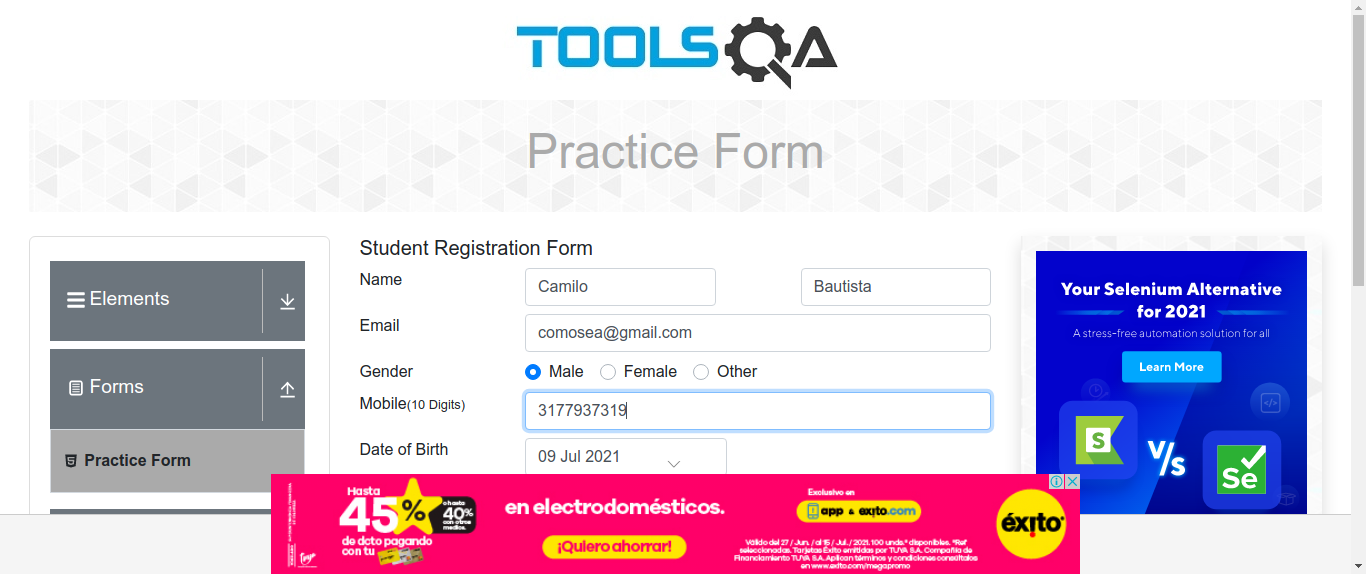 TOOLSQA
Practice Form
Elements
Forms
Practice Form
Student Registration Form
Name
Camilo
Bautista
Email
comosea@gmail.com
Gender
Male
Female
Other
Mobile(10 Digits)
3177937319
Date of Birth
09 Jul 2021
Your Selenium Alternative
for 2021
A stress-free automation solution for all
Learn More
S
V/s
Se
Hasta
45%
o hasta
40%
con otros
medios.
de dcto pagando
con tu
en electrodomésticos.
¡Quiero ahorrar!
Exclusivo en
app & exito.com
Válido del 27 / Jun. / al 15 / Jul. / 2021. 100 unds.* disponibles. *Ref
seleccionadas. Tarjetas Éxito emitidas por TUYA S.A. Compañía de
Financiamiento TUYA S.A. Aplican términos y condiciones consúltalos
en www.exito.com/megapromo
éxito